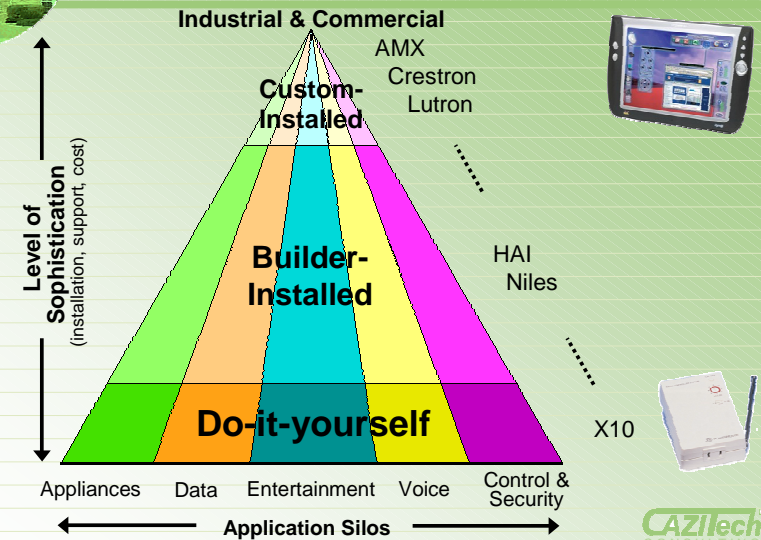 Industrial & Commercial
AMX
Crestron
Lutron
Custom-
Installed
Level of
Sophistication
(installation, support, cost)
Builder-
Installed
HAI
Niles
Do-it-yourself
X10
Appliances
Data
Entertainment
Voice
Control &
Security
Application Silos
CAZITech